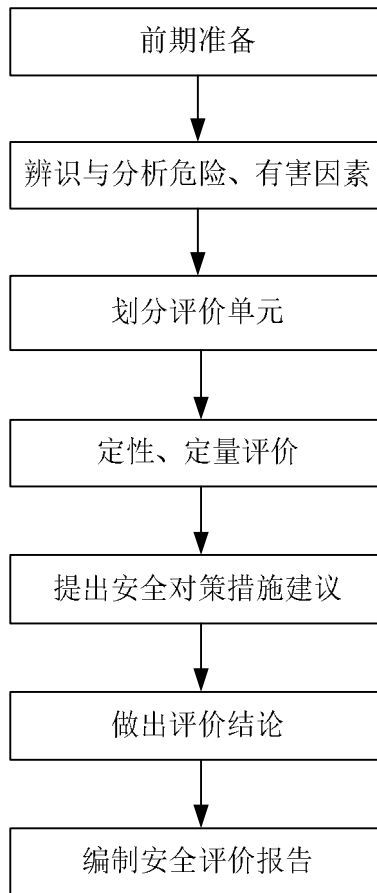 前期准备
辨识与分析危险、有害因素
划分评价单元
定性、定量评价
提出安全对策措施建议
做出评价结论
编制安全评价报告